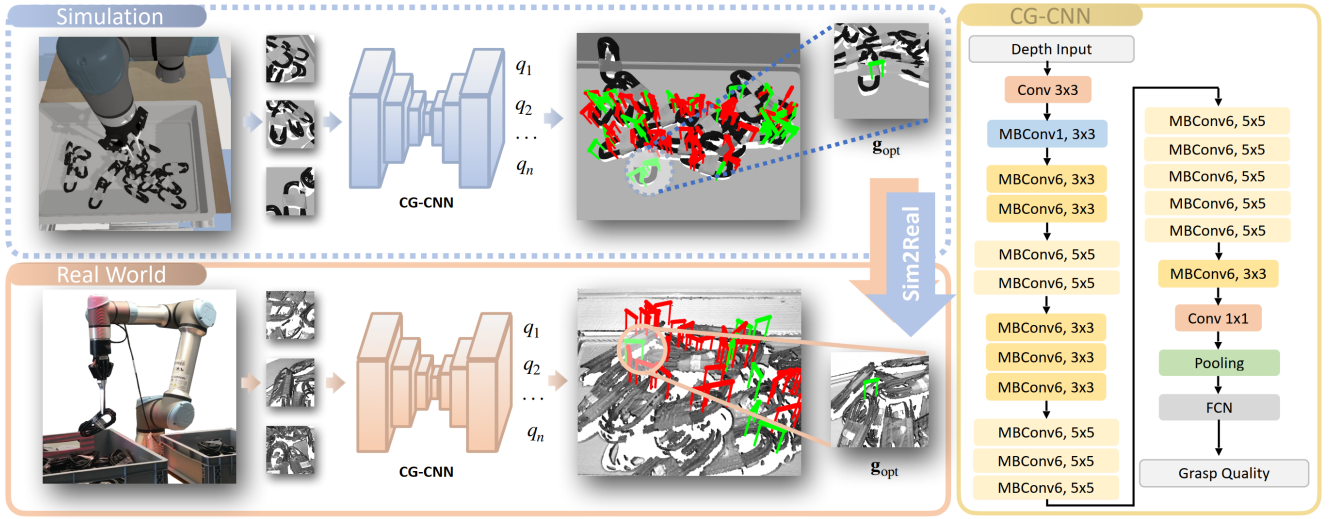 Simulation
q1
q2
...
qn
CG-CNN
gopt
Real World
q1
q2
...
qn
CG-CNN
gopt
Sim2Real
CG-CNN
Depth Input
Conv 3x3
MBConv1, 3x3
MBConv6, 3x3
MBConv6, 3x3
MBConv6, 5x5
MBConv6, 5x5
MBConv6, 3x3
MBConv6, 3x3
MBConv6, 3x3
MBConv6, 5x5
MBConv6, 5x5
MBConv6, 5x5
MBConv6, 5x5
MBConv6, 5x5
MBConv6, 5x5
MBConv6, 5x5
MBConv6, 5x5
MBConv6, 3x3
Conv 1x1
Pooling
FCN
Grasp Quality